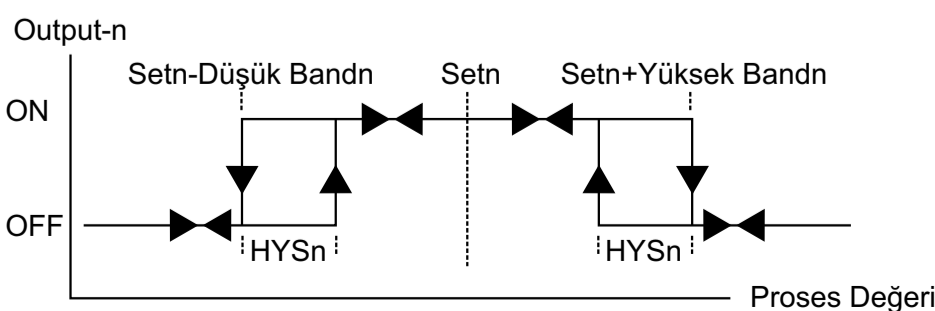 Output-n
Setn-Düşük Bandn Setn Setn+Yüksek Bandn
ON
OFF
HYSn HYSn
Proses Değeri